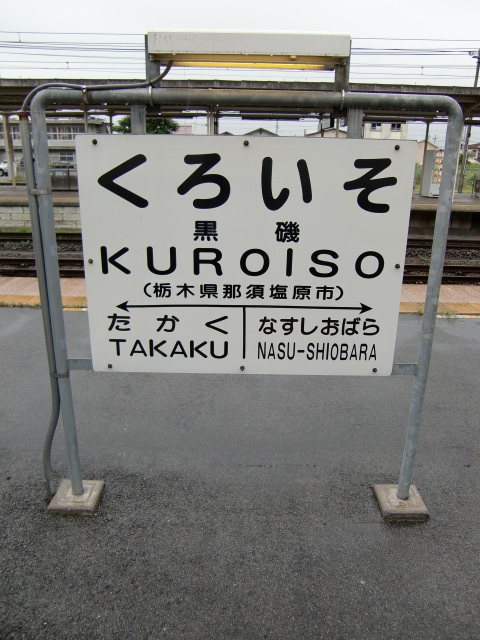 くろいそ
黒磯
KUROISO
(栃木県那須塩原市)
たかく なすしおばら
TAKAKU NASU-SHIOBARA